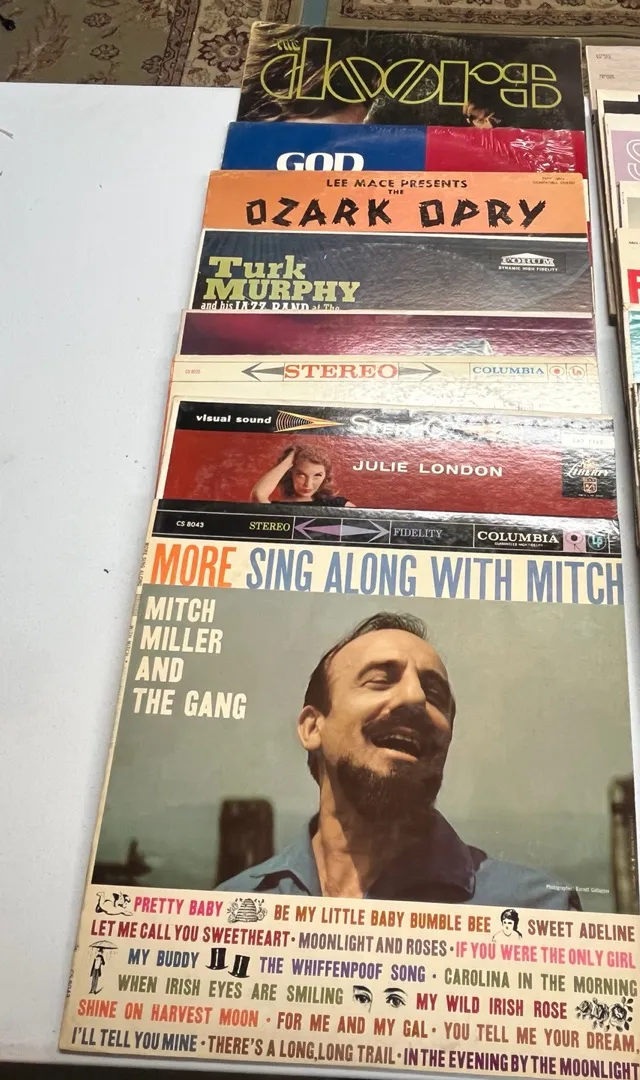 THE
doors
GOD
LEE MACE PRESENTS
THE
OZARK OPRY
Turk
MURPHY
and his JAZZ BAND at The
FORUM
DYNAMIC HIGH FIDELITY
STEREO
COLUMBIA
visual sound STEREO
JULIE LONDON
LIBERTY
CS 8043 STEREO FIDELITY COLUMBIA
MORE SING ALONG WITH MITCH
MITCH
MILLER
AND
THE GANG
Photographer:
PRETTY BABY BE MY LITTLE BABY BUMBLE BEE SWEET ADELINE
LET ME CALL YOU SWEETHEART • MOONLIGHT AND ROSES • IF YOU WERE THE ONLY GIRL
MY BUDDY THE WHIFFENPOOF SONG • CAROLINA IN THE MORNING
WHEN IRISH EYES ARE SMILING MY WILD IRISH ROSE
SHINE ON HARVEST MOON • FOR ME AND MY GAL • YOU TELL ME YOUR DREAM,
I'LL TELL YOU MINE • THERE'S A LONG, LONG TRAIL • IN THE EVENING BY THE MOONLIGHT